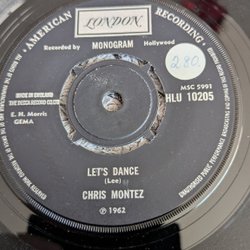 AMERICAN RECORDING
LONDON
Recorded by MONOGRAM Hollywood
MADE IN ENGLAND
THE DECCA RECORD CO. LTD.
280.
MSC 5991
HLU 10205
E. H. Morris
GEMA
LET'S DANCE
(Lee)
CHRIS MONTEZ
℗ 1962